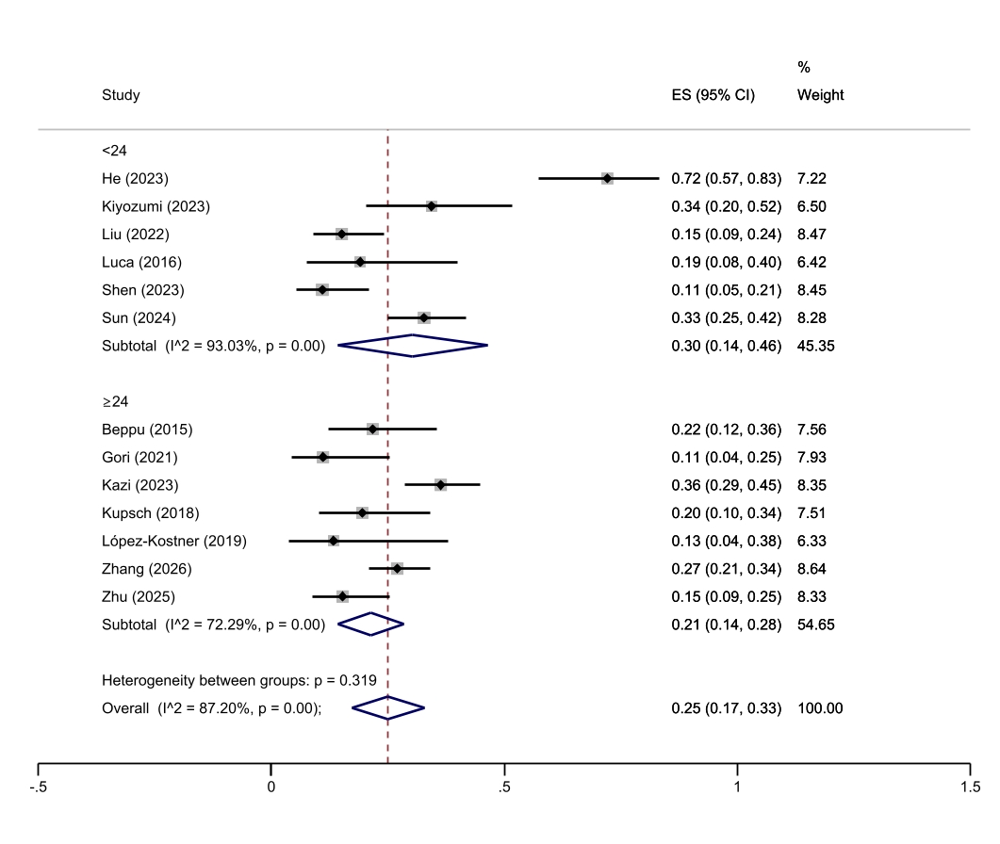 %
Study ES (95% CI) Weight
<24
He (2023) 0.72 (0.57, 0.83) 7.22
Kiyozumi (2023) 0.34 (0.20, 0.52) 6.50
Liu (2022) 0.15 (0.09, 0.24) 8.47
Luca (2016) 0.19 (0.08, 0.40) 6.42
Shen (2023) 0.11 (0.05, 0.21) 8.45
Sun (2024) 0.33 (0.25, 0.42) 8.28
Subtotal (I^2 = 93.03%, p = 0.00) 0.30 (0.14, 0.46) 45.35
≥24
Beppu (2015) 0.22 (0.12, 0.36) 7.56
Gori (2021) 0.11 (0.04, 0.25) 7.93
Kazi (2023) 0.36 (0.29, 0.45) 8.35
Kupsch (2018) 0.20 (0.10, 0.34) 7.51
López-Kostner (2019) 0.13 (0.04, 0.38) 6.33
Zhang (2026) 0.27 (0.21, 0.34) 8.64
Zhu (2025) 0.15 (0.09, 0.25) 8.33
Subtotal (I^2 = 72.29%, p = 0.00) 0.21 (0.14, 0.28) 54.65
Heterogeneity between groups: p = 0.319
Overall (I^2 = 87.20%, p = 0.00); 0.25 (0.17, 0.33) 100.00
-.5 0 .5 1 1.5